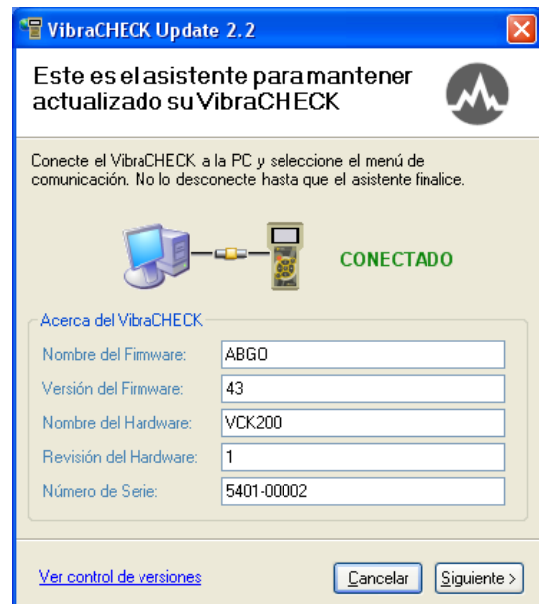 VibraCHECK Update 2.2
Este es el asistente para mantener
actualizado su VibraCHECK
Conecte el VibraCHECK a la PC y seleccione el menú de
comunicación. No lo desconecte hasta que el asistente finalice.
CONECTADO
Acerca del VibraCHECK
Nombre del Firmware: ABGO
Versión del Firmware: 43
Nombre del Hardware: VCK200
Revisión del Hardware: 1
Número de Serie: 5401-00002
Ver control de versiones
Cancelar
Siguiente >